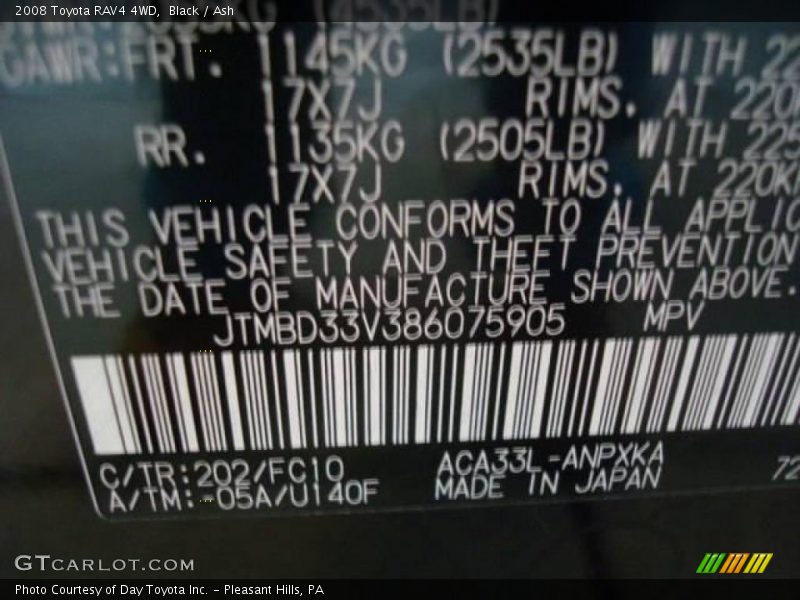 2008 Toyota RAV4 4WD, Black / Ash
GAWR:FRT. 1145KG (2535LB) WITH
17X7J RIMS. AT
RR. 1135KG (2505LB) WITH
17X7J RIMS. AT
THIS VEHICLE CONFORMS TO ALL
VEHICLE SAFETY AND THEFT PREVENTION
THE DATE OF MANUFACTURE SHOWN ABOVE.
JTMBD33V386075905 MPV
C/TR:202/FC10 ACA33L-ANPXKA
A/TM:-05A/U140F MADE IN JAPAN
GTCARLOT.COM
Photo Courtesy of Day Toyota Inc. - Pleasant Hills, PA